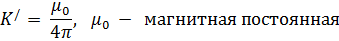 K′ = μ₀/4π, μ₀ − магнитная постоянная